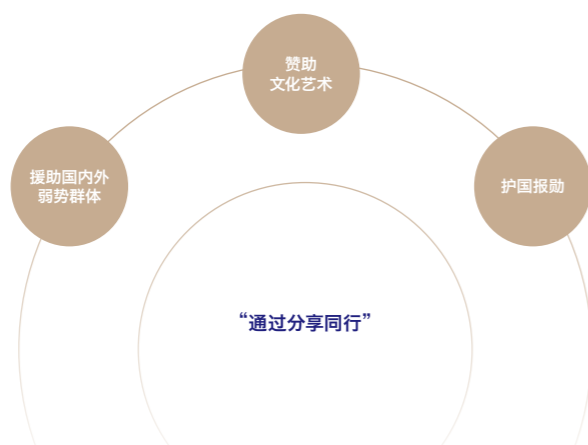 赞助
文化艺术
援助国内外
弱势群体
护国报勋
“通过分享同行”